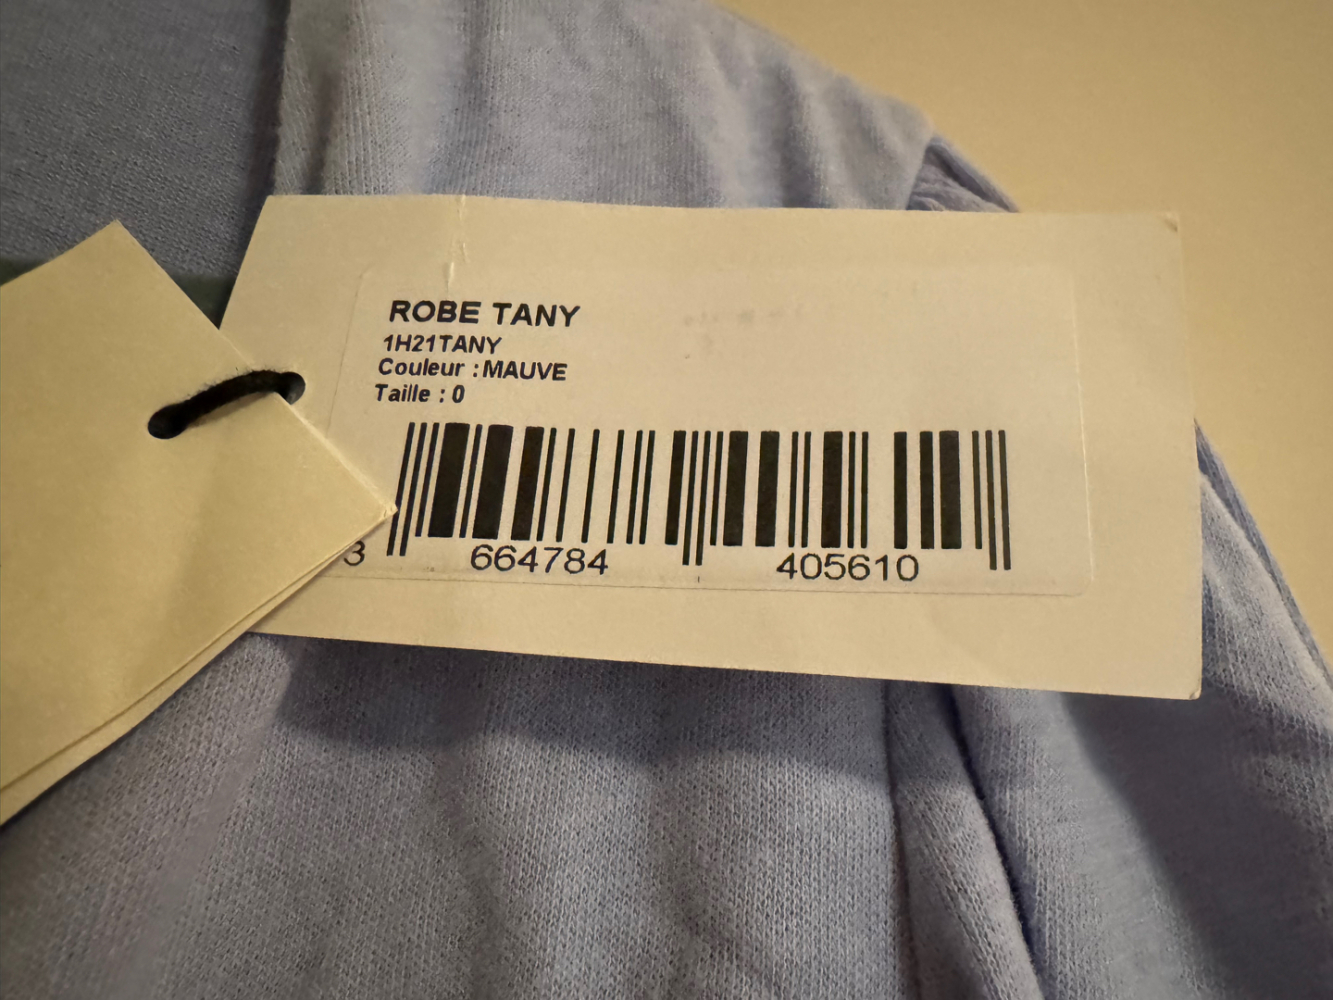 ROBE TANY
1H21TANY
Couleur : MAUVE
Taille : 0
3 664784 405610